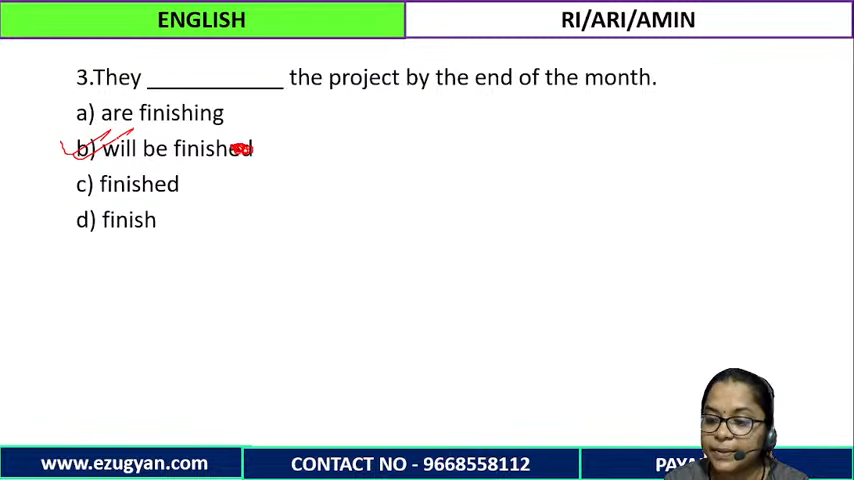 ENGLISH
RI/ARI/AMIN
3.They ____________ the project by the end of the month.
a) are finishing
b) will be finished
c) finished
d) finish
www.ezugyan.com
CONTACT NO - 9668558112